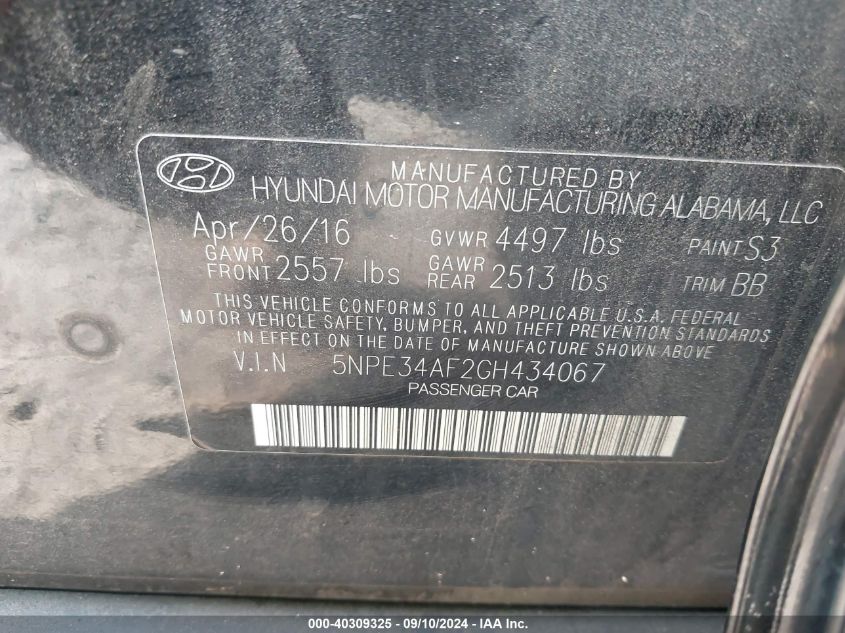 MANUFACTURED BY
HYUNDAI MOTOR MANUFACTURING ALABAMA, LLC
Apr/26/16 GVWR 4497 lbs PAINT S3
GAWR FRONT 2557 lbs GAWR REAR 2513 lbs TRIM BB
THIS VEHICLE CONFORMS TO ALL APPLICABLE U.S.A. FEDERAL
MOTOR VEHICLE SAFETY, BUMPER, AND THEFT PREVENTION STANDARDS
IN EFFECT ON THE DATE OF MANUFACTURE SHOWN ABOVE
V.I.N 5NPE34AF2GH434067
PASSENGER CAR
000-40309325 - 09/10/2024 - IAA Inc.